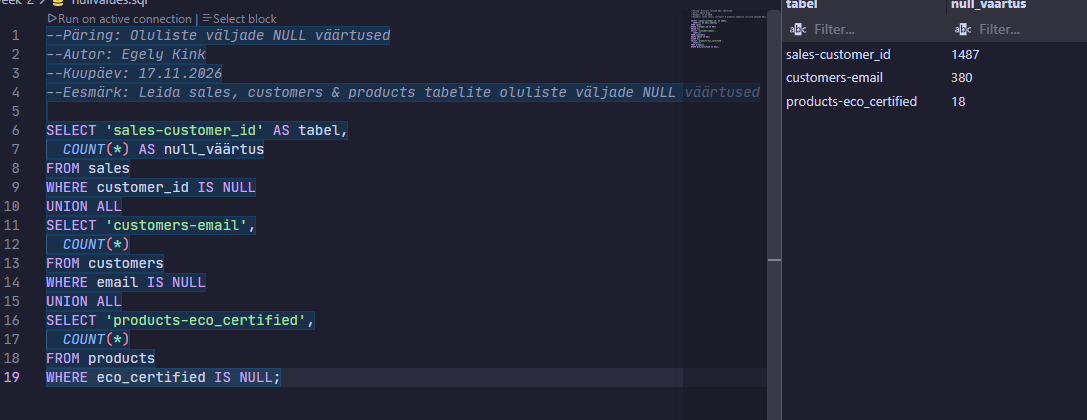 nullvalues.sql
Run on active connection | Select block
1 --Päring: Oluliste väljade NULL väärtused
2 --Autor: Egely Kink
3 --Kuupäev: 17.11.2026
4 --Eesmärk: Leida sales, customers & products tabelite oluliste väljade NULL väärtused
5
6 SELECT 'sales-customer_id' AS tabel,
7 COUNT(*) AS null_väärtus
8 FROM sales
9 WHERE customer_id IS NULL
10 UNION ALL
11 SELECT 'customers-email',
12 COUNT(*)
13 FROM customers
14 WHERE email IS NULL
15 UNION ALL
16 SELECT 'products-eco_certified',
17 COUNT(*)
18 FROM products
19 WHERE eco_certified IS NULL;
tabel null_väärtus
Filter... Filter...
sales-customer_id 1487
customers-email 380
products-eco_certified 18